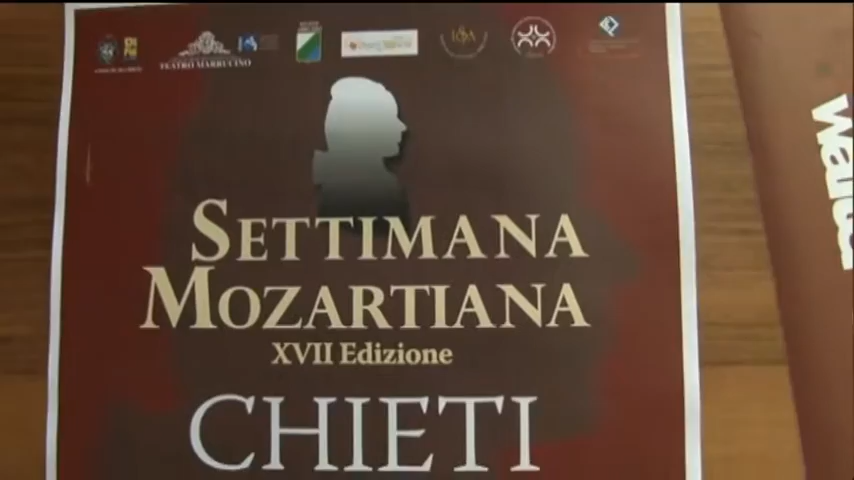 TEATRO MARRUCINO
SETTIMANA
MOZARTIANA
XVII Edizione
CHIETI